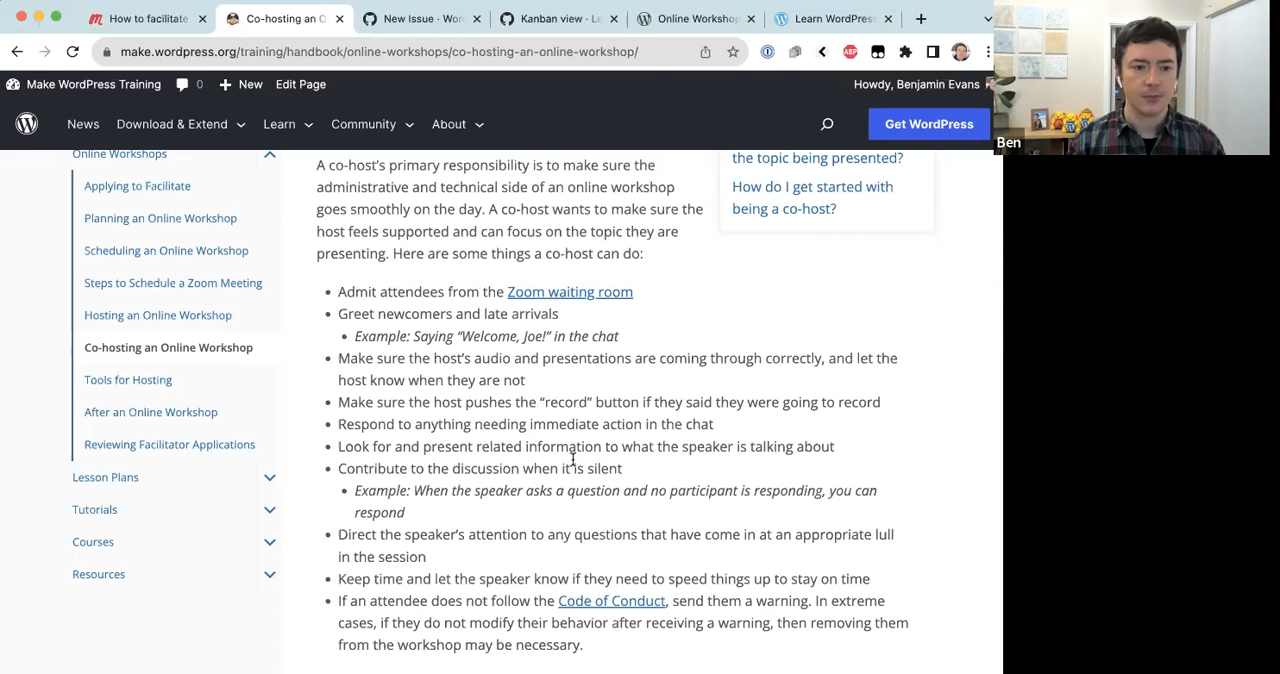 How to facilitate
Co-hosting an O
New Issue · Wor
Kanban view · Le
Online Workshop
Learn WordPress
make.wordpress.org/training/handbook/online-workshops/co-hosting-an-online-workshop/
ABP
Make WordPress Training
0
New
Edit Page
Howdy, Benjamin Evans
News
Download & Extend
Learn
Community
About
Get WordPress
Ben
Online Workshops
Applying to Facilitate
Planning an Online Workshop
Scheduling an Online Workshop
Steps to Schedule a Zoom Meeting
Hosting an Online Workshop
Co-hosting an Online Workshop
Tools for Hosting
After an Online Workshop
Reviewing Facilitator Applications
Lesson Plans
Tutorials
Courses
Resources
A co-host's primary responsibility is to make sure the
administrative and technical side of an online workshop
goes smoothly on the day. A co-host wants to make sure the
host feels supported and can focus on the topic they are
presenting. Here are some things a co-host can do:
• Admit attendees from the Zoom waiting room
• Greet newcomers and late arrivals
• Example: Saying “Welcome, Joe!” in the chat
• Make sure the host's audio and presentations are coming through correctly, and let the
host know when they are not
• Make sure the host pushes the “record” button if they said they were going to record
• Respond to anything needing immediate action in the chat
• Look for and present related information to what the speaker is talking about
• Contribute to the discussion when it is silent
• Example: When the speaker asks a question and no participant is responding, you can
respond
• Direct the speaker's attention to any questions that have come in at an appropriate lull
in the session
• Keep time and let the speaker know if they need to speed things up to stay on time
• If an attendee does not follow the Code of Conduct, send them a warning. In extreme
cases, if they do not modify their behavior after receiving a warning, then removing them
from the workshop may be necessary.
the topic being presented?
How do I get started with
being a co-host?